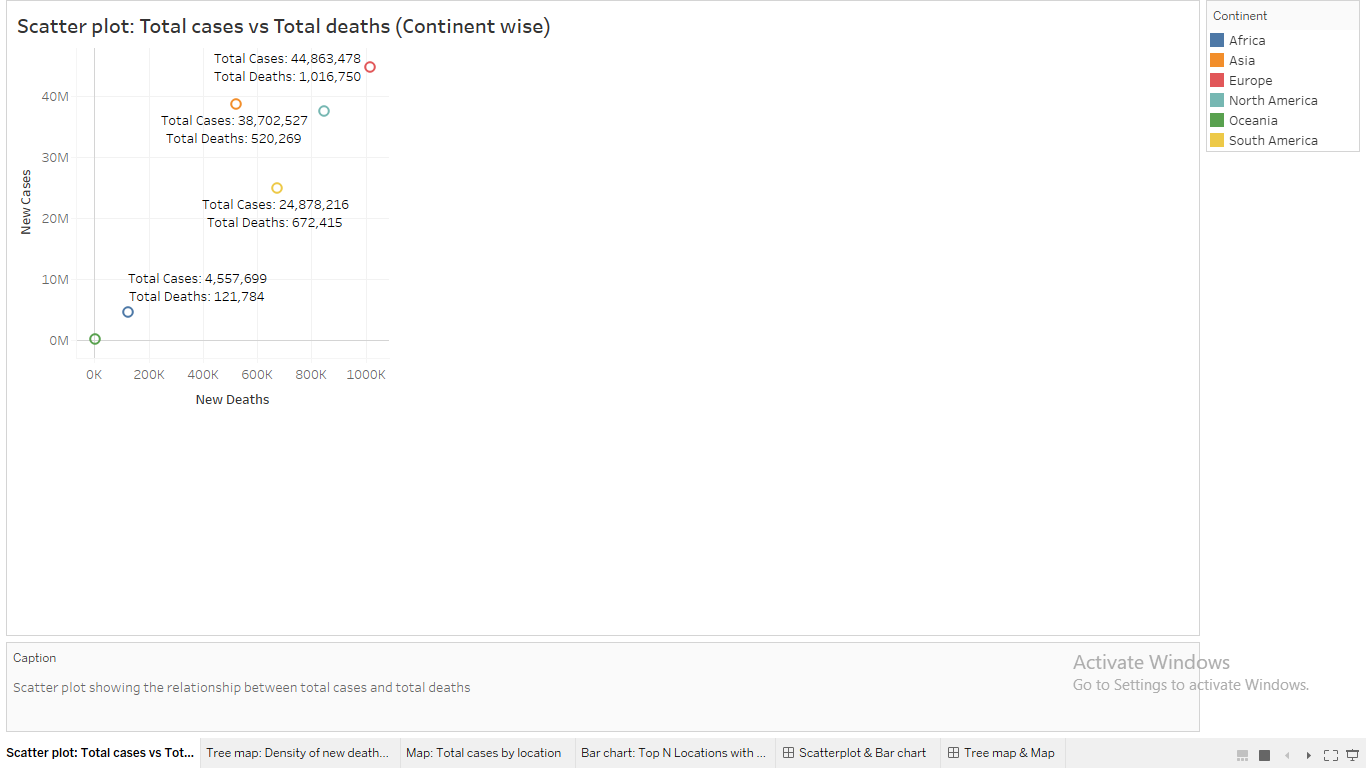 Scatter plot: Total cases vs Total deaths (Continent wise)
Total Cases: 44,863,478
Total Deaths: 1,016,750
40M
Total Cases: 38,702,527
Total Deaths: 520,269
30M
Total Cases: 24,878,216
Total Deaths: 672,415
20M
New Cases
10M
Total Cases: 4,557,699
Total Deaths: 121,784
0M
0K 200K 400K 600K 800K 1000K
New Deaths
Continent
Africa
Asia
Europe
North America
Oceania
South America
Caption
Scatter plot showing the relationship between total cases and total deaths
Activate Windows
Go to Settings to activate Windows.
Scatter plot: Total cases vs Tot... Tree map: Density of new death... Map: Total cases by location Bar chart: Top N Locations with ... Scatterplot & Bar chart Tree map & Map